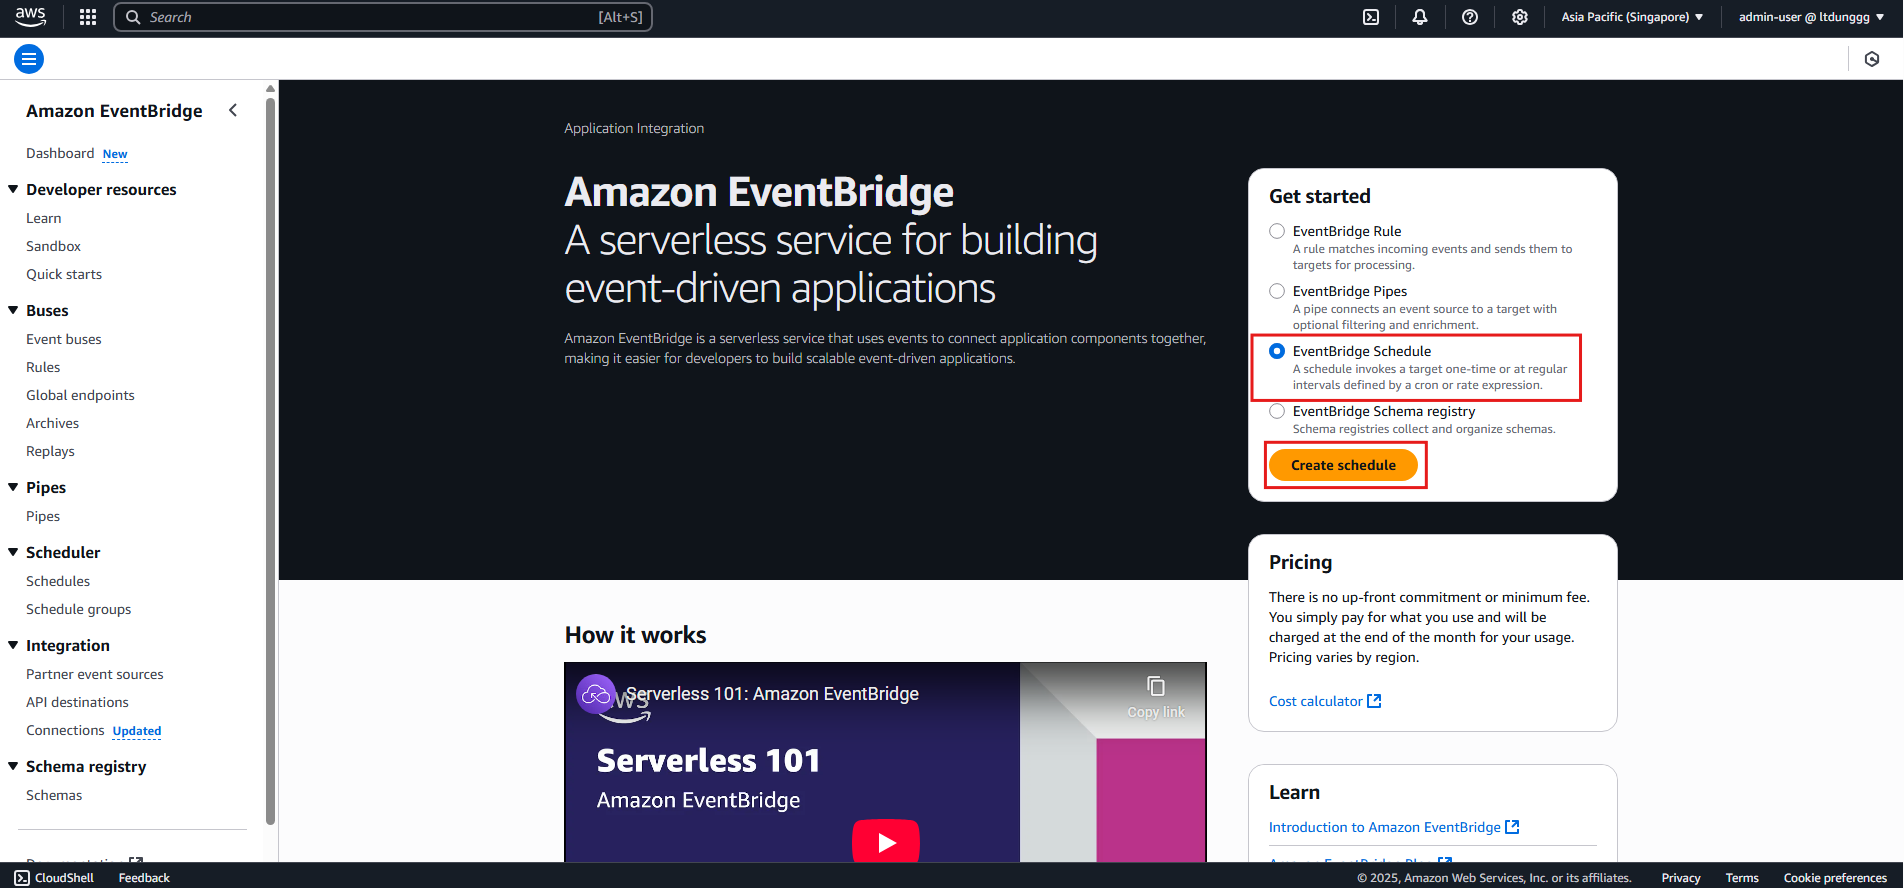 aws
Search
[Alt+S]
Asia Pacific (Singapore)
admin-user @ ltdunggg
Amazon EventBridge
Dashboard New
Developer resources
Learn
Sandbox
Quick starts
Buses
Event buses
Rules
Global endpoints
Archives
Replays
Pipes
Pipes
Scheduler
Schedules
Schedule groups
Integration
Partner event sources
API destinations
Connections Updated
Schema registry
Schemas
Application Integration
Amazon EventBridge
A serverless service for building
event-driven applications
Amazon EventBridge is a serverless service that uses events to connect application components together,
making it easier for developers to build scalable event-driven applications.
Get started
EventBridge Rule
A rule matches incoming events and sends them to
targets for processing.
EventBridge Pipes
A pipe connects an event source to a target with
optional filtering and enrichment.
EventBridge Schedule
A schedule invokes a target one-time or at regular
intervals defined by a cron or rate expression.
EventBridge Schema registry
Schema registries collect and organize schemas.
Create schedule
Pricing
There is no up-front commitment or minimum fee.
You simply pay for what you use and will be
charged at the end of the month for your usage.
Pricing varies by region.
Cost calculator
How it works
aws
Serverless 101: Amazon EventBridge
Copy link
Serverless 101
Amazon EventBridge
Learn
Introduction to Amazon EventBridge
CloudShell
Feedback
© 2025, Amazon Web Services, Inc. or its affiliates.
Privacy
Terms
Cookie preferences